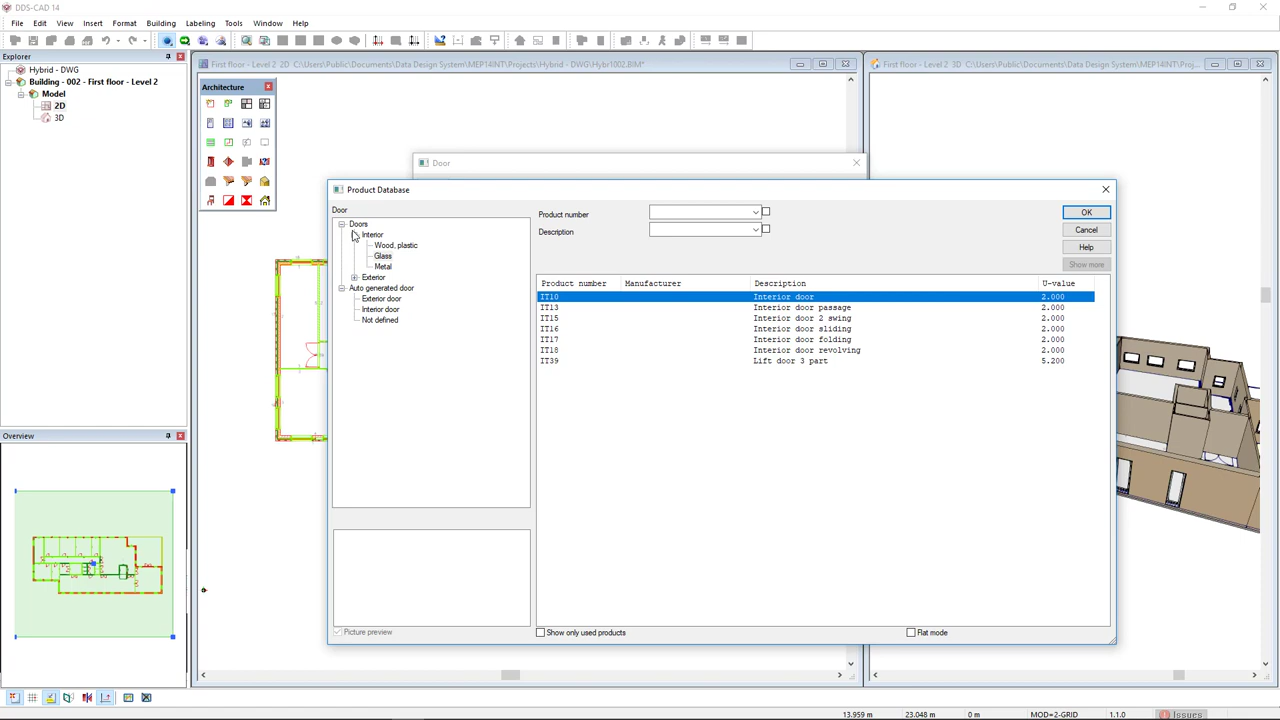 DDS-CAD 14
File Edit View Insert Format Building Labeling Tools Window Help
Explorer
Hybrid - DWG
Building - 002 - First floor - Level 2
Model
2D
3D
First floor - Level 2 2D C:\Users\Public\Documents\Data Design System\MEP14INT\Projects\Hybrid - DWG\Hybr1002.BIM*
First floor - Level 2 3D C:\Users\Public\Documents\Data Design System\MEP14INT\Proj...
Architecture
Door
Product Database
Door
Doors
Interior
Wood, plastic
Glass
Metal
Exterior
Auto generated door
Exterior door
Interior door
Not defined
Product number
Description
OK
Cancel
Help
Show more
Product number Manufacturer Description U-value
IT10 Interior door 2.000
IT13 Interior door passage 2.000
IT15 Interior door 2 swing 2.000
IT16 Interior door sliding 2.000
IT17 Interior door folding 2.000
IT18 Interior door revolving 2.000
IT39 Lift door 3 part 5.200
Picture preview
Show only used products
Flat mode
Overview
13.959 m 23.048 m 0 m MOD=2-GRID 1.1.0 Issues